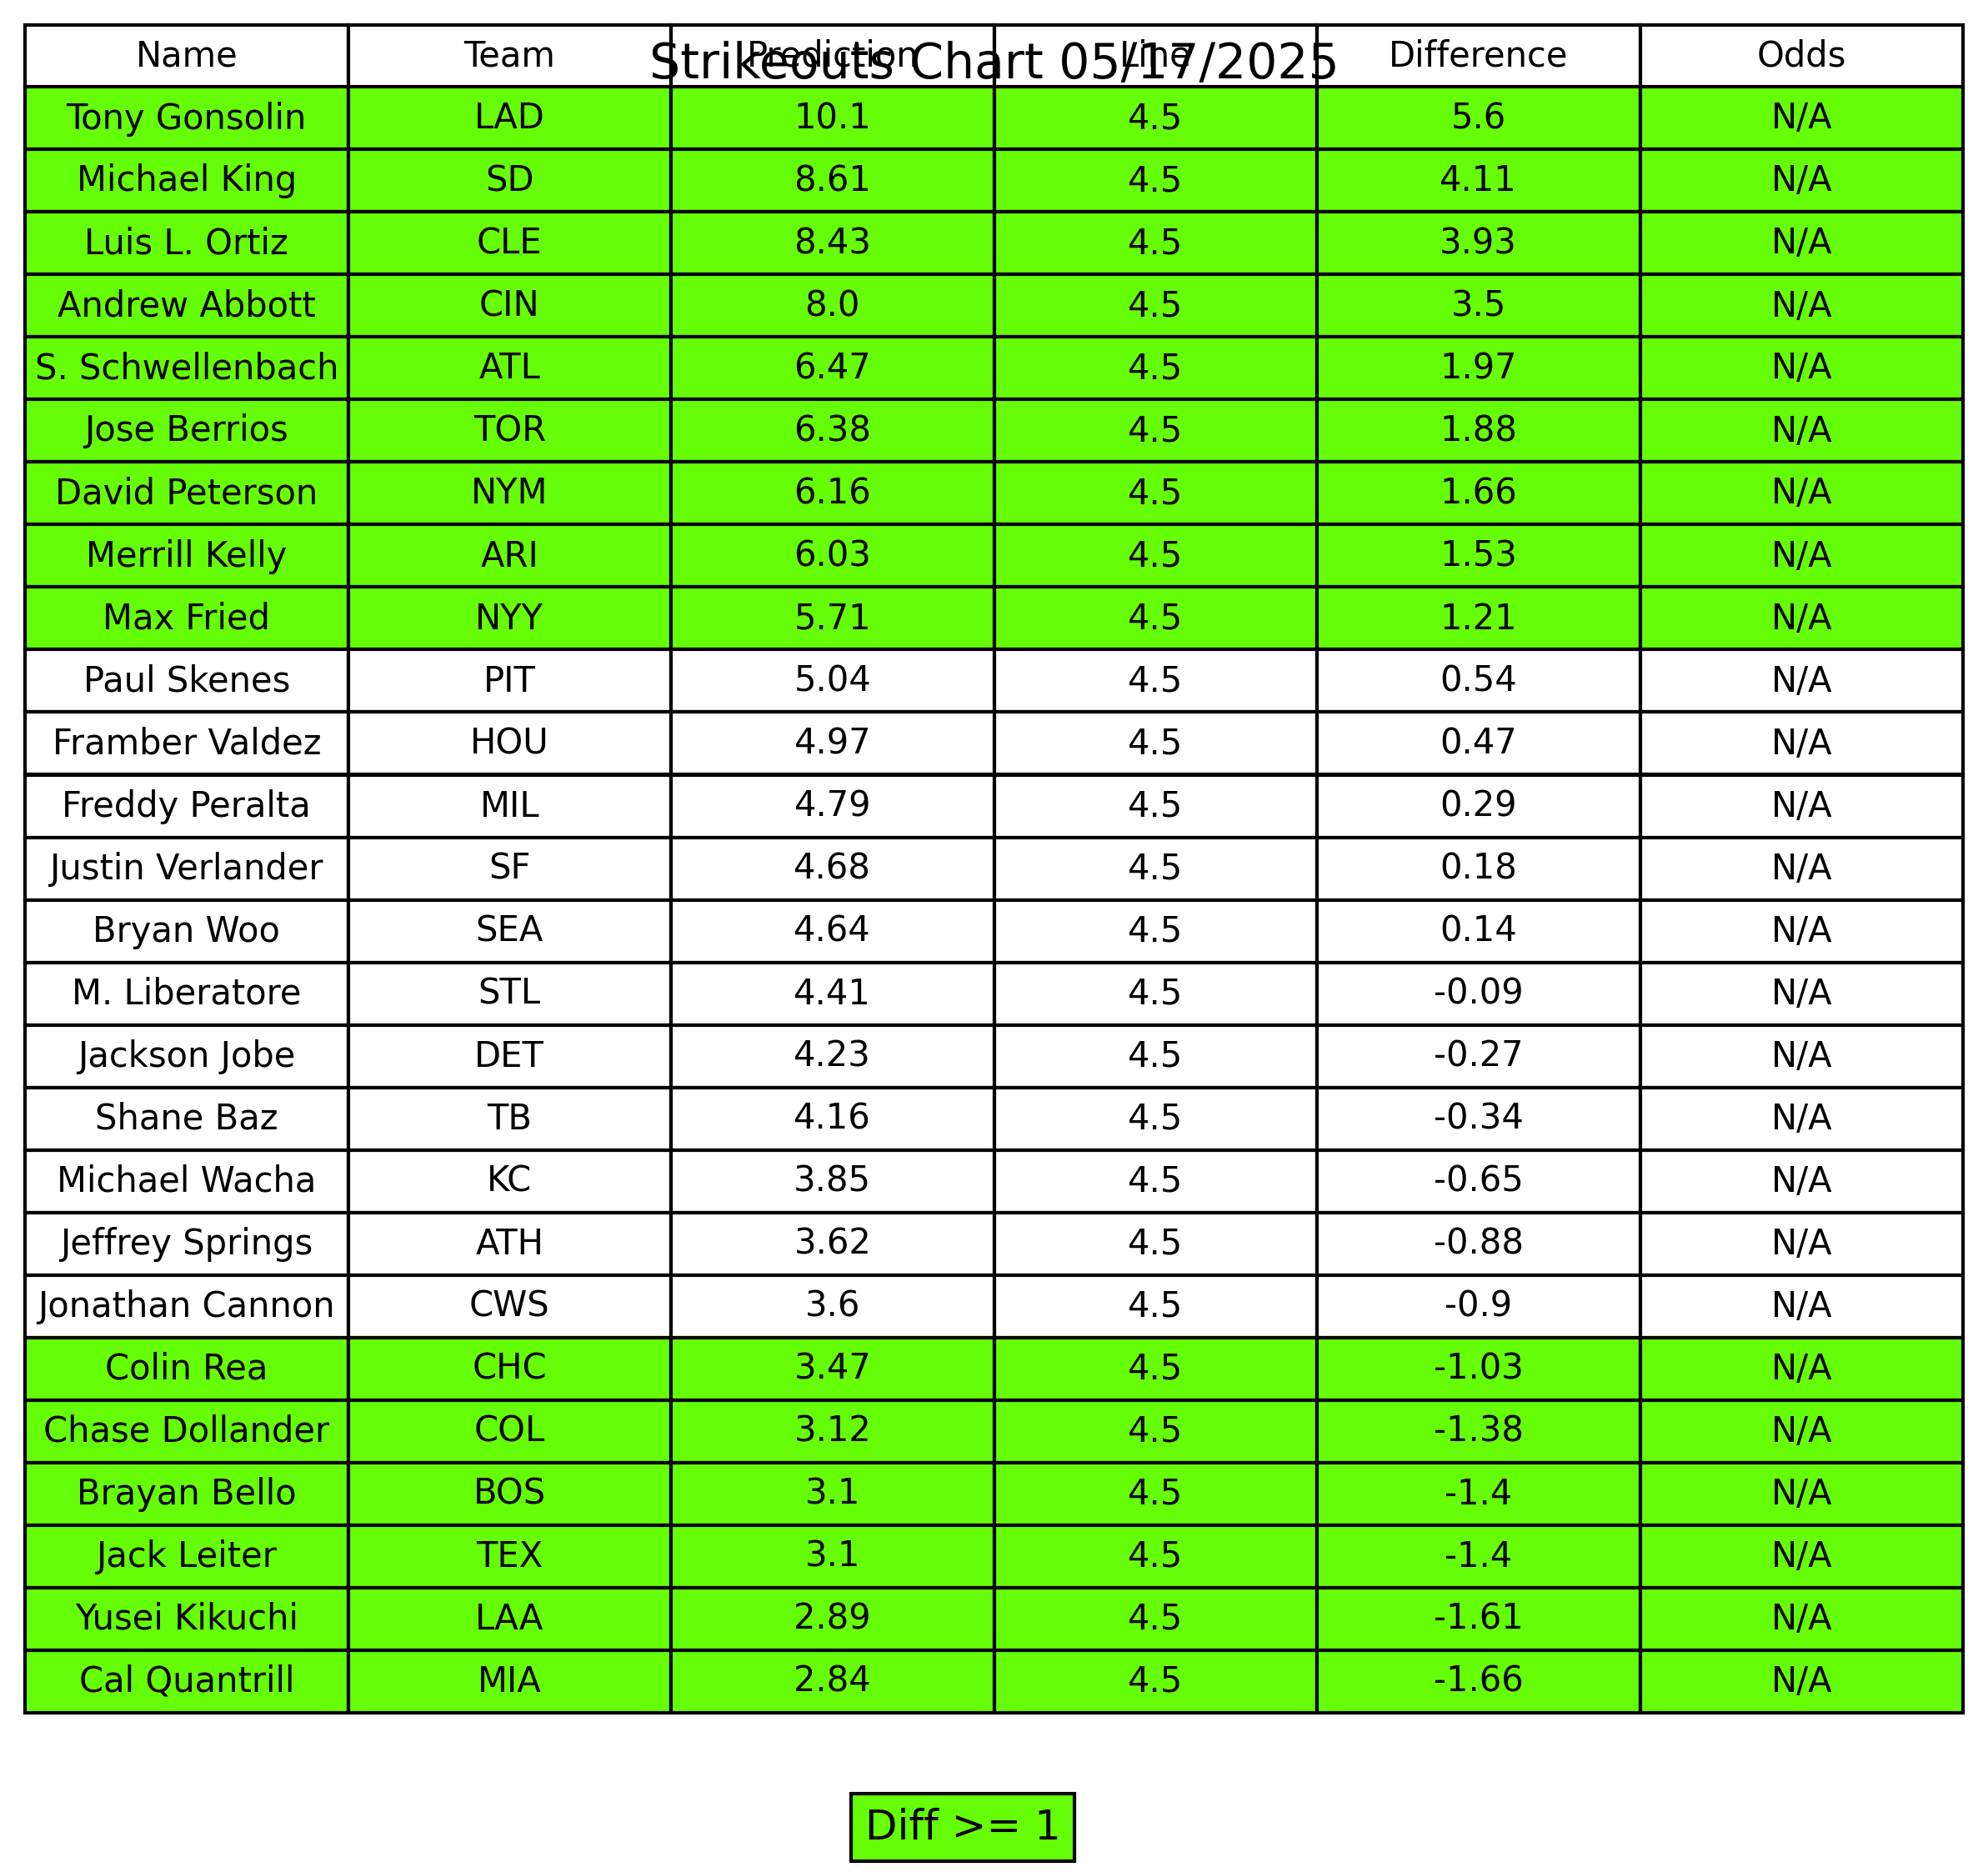 Strikeouts Chart 05/17/2025
Name Team Prediction Line Difference Odds
Tony Gonsolin LAD 10.1 4.5 5.6 N/A
Michael King SD 8.61 4.5 4.11 N/A
Luis L. Ortiz CLE 8.43 4.5 3.93 N/A
Andrew Abbott CIN 8.0 4.5 3.5 N/A
S. Schwellenbach ATL 6.47 4.5 1.97 N/A
Jose Berrios TOR 6.38 4.5 1.88 N/A
David Peterson NYM 6.16 4.5 1.66 N/A
Merrill Kelly ARI 6.03 4.5 1.53 N/A
Max Fried NYY 5.71 4.5 1.21 N/A
Paul Skenes PIT 5.04 4.5 0.54 N/A
Framber Valdez HOU 4.97 4.5 0.47 N/A
Freddy Peralta MIL 4.79 4.5 0.29 N/A
Justin Verlander SF 4.68 4.5 0.18 N/A
Bryan Woo SEA 4.64 4.5 0.14 N/A
M. Liberatore STL 4.41 4.5 -0.09 N/A
Jackson Jobe DET 4.23 4.5 -0.27 N/A
Shane Baz TB 4.16 4.5 -0.34 N/A
Michael Wacha KC 3.85 4.5 -0.65 N/A
Jeffrey Springs ATH 3.62 4.5 -0.88 N/A
Jonathan Cannon CWS 3.6 4.5 -0.9 N/A
Colin Rea CHC 3.47 4.5 -1.03 N/A
Chase Dollander COL 3.12 4.5 -1.38 N/A
Brayan Bello BOS 3.1 4.5 -1.4 N/A
Jack Leiter TEX 3.1 4.5 -1.4 N/A
Yusei Kikuchi LAA 2.89 4.5 -1.61 N/A
Cal Quantrill MIA 2.84 4.5 -1.66 N/A
Diff >= 1